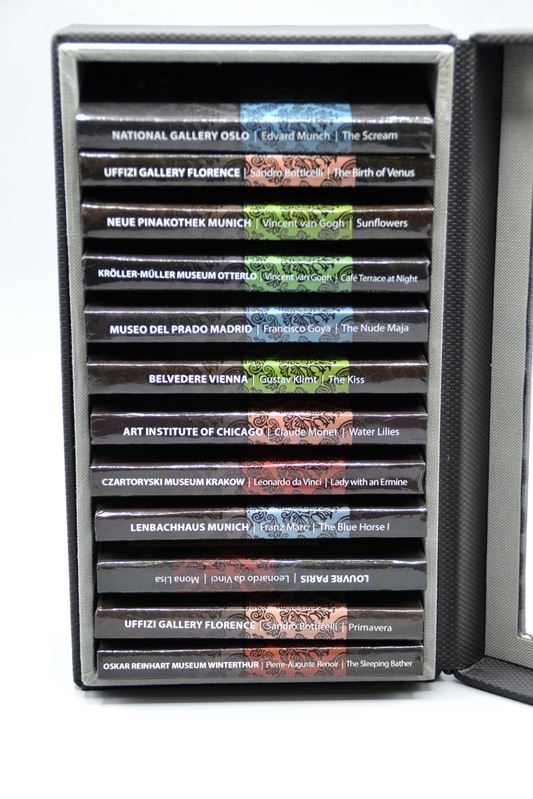 NATIONAL GALLERY OSLO | Edvard Munch | The Scream
UFFIZI GALLERY FLORENCE | Sandro Botticelli | The Birth of Venus
NEUE PINAKOTHEK MUNICH | Vincent van Gogh | Sunflowers
KRÖLLER-MÜLLER MUSEUM OTTERLO | Vincent van Gogh | Café Terrace at Night
MUSEO DEL PRADO MADRID | Francisco Goya | The Nude Maja
BELVEDERE VIENNA | Gustav Klimt | The Kiss
ART INSTITUTE OF CHICAGO | Claude Monet | Water Lilies
CZARTORYSKI MUSEUM KRAKOW | Leonardo da Vinci | Lady with an Ermine
LENBACHHAUS MUNICH | Franz Marc | The Blue Horse I
LOUVRE PARIS | Leonardo da Vinci | Mona Lisa
UFFIZI GALLERY FLORENCE | Sandro Botticelli | Primavera
OSKAR REINHART MUSEUM WINTERTHUR | Pierre-Auguste Renoir | The Sleeping Bather